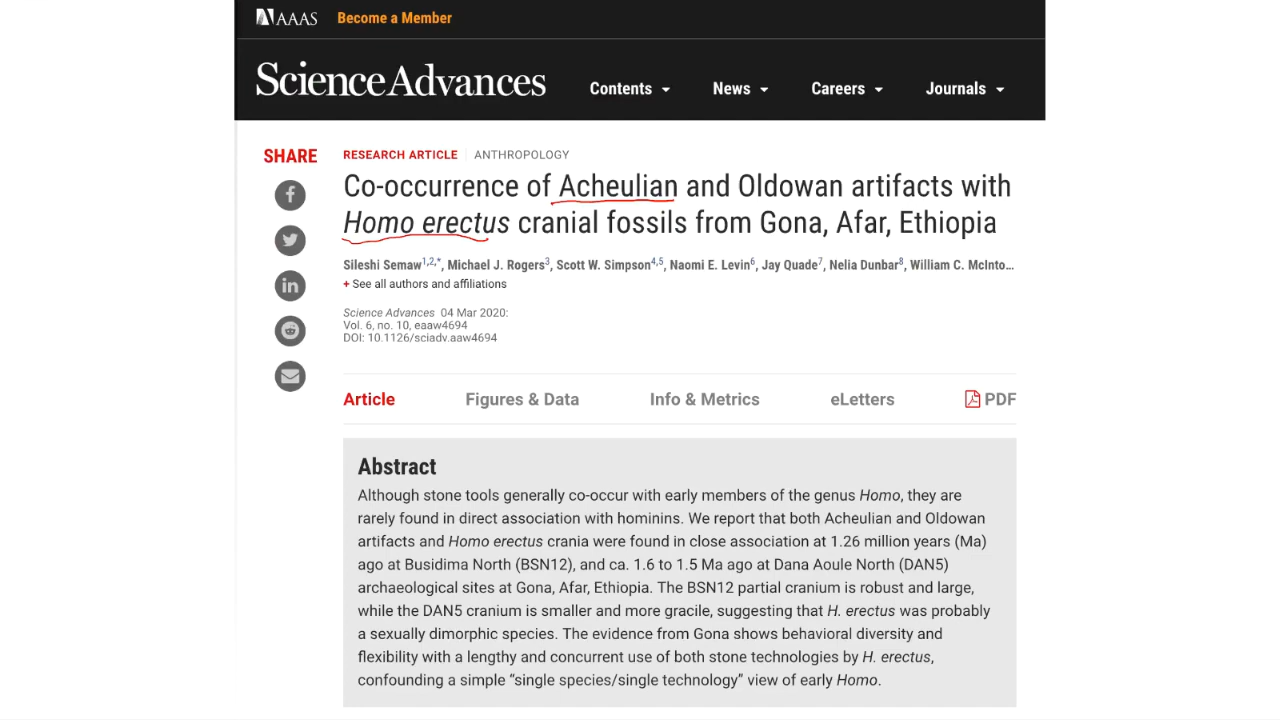 AAAS Become a Member
ScienceAdvances Contents News Careers Journals
SHARE
RESEARCH ARTICLE ANTHROPOLOGY
Co-occurrence of Acheulian and Oldowan artifacts with
Homo erectus cranial fossils from Gona, Afar, Ethiopia
Sileshi Semaw1,2,*, Michael J. Rogers3, Scott W. Simpson4,5, Naomi E. Levin6, Jay Quade7, Nelia Dunbar8, William C. McInto…
+ See all authors and affiliations
Science Advances 04 Mar 2020:
Vol. 6, no. 10, eaaw4694
DOI: 10.1126/sciadv.aaw4694
Article Figures & Data Info & Metrics eLetters PDF
Abstract
Although stone tools generally co-occur with early members of the genus Homo, they are
rarely found in direct association with hominins. We report that both Acheulian and Oldowan
artifacts and Homo erectus crania were found in close association at 1.26 million years (Ma)
ago at Busidima North (BSN12), and ca. 1.6 to 1.5 Ma ago at Dana Aoule North (DAN5)
archaeological sites at Gona, Afar, Ethiopia. The BSN12 partial cranium is robust and large,
while the DAN5 cranium is smaller and more gracile, suggesting that H. erectus was probably
a sexually dimorphic species. The evidence from Gona shows behavioral diversity and
flexibility with a lengthy and concurrent use of both stone technologies by H. erectus,
confounding a simple “single species/single technology” view of early Homo.